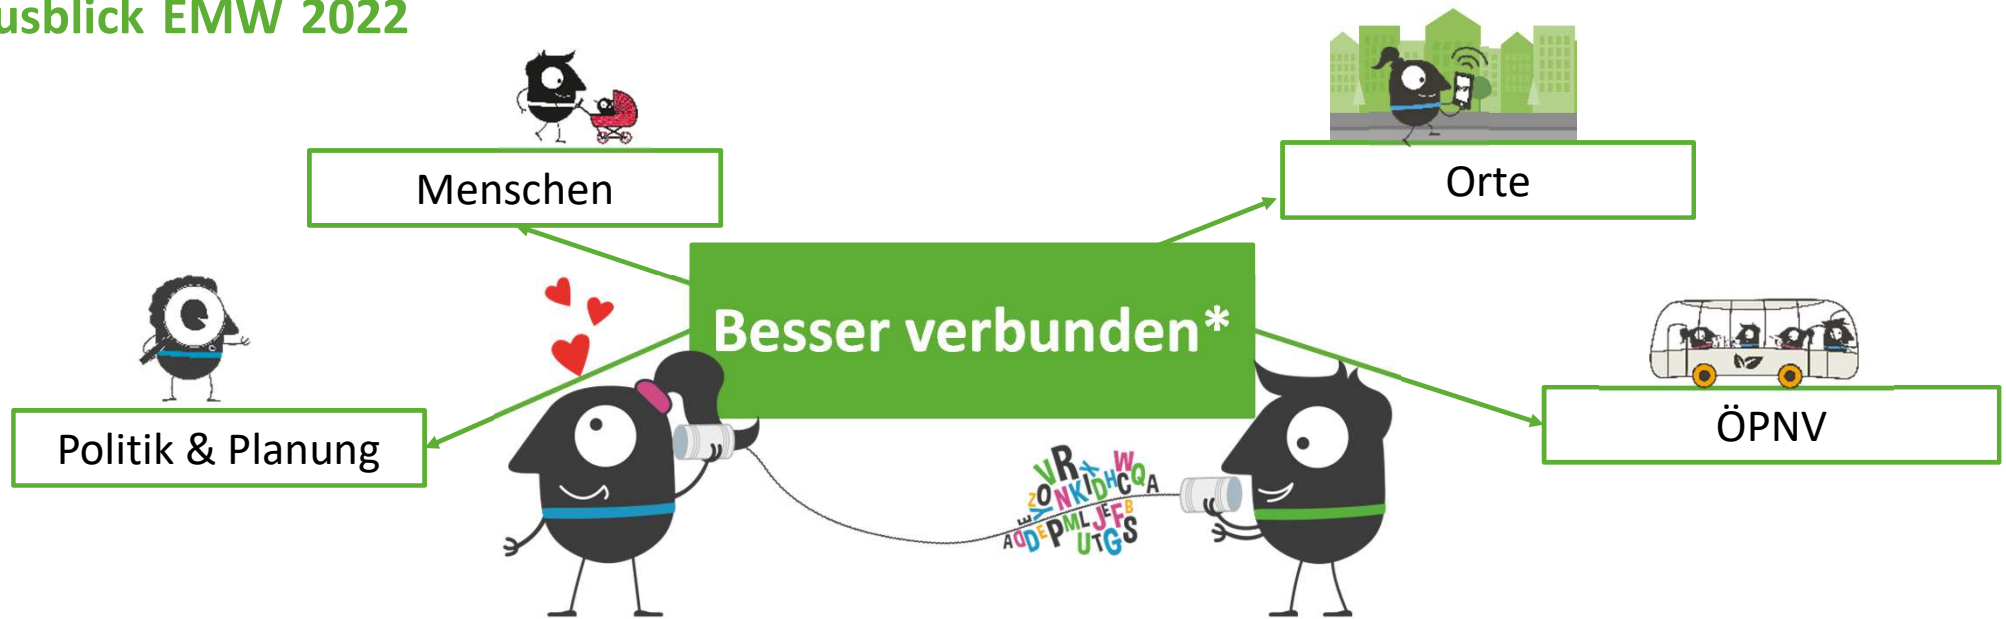 usblick EMW 2022
Menschen
Orte
Besser verbunden*
Politik & Planung
ÖPNV